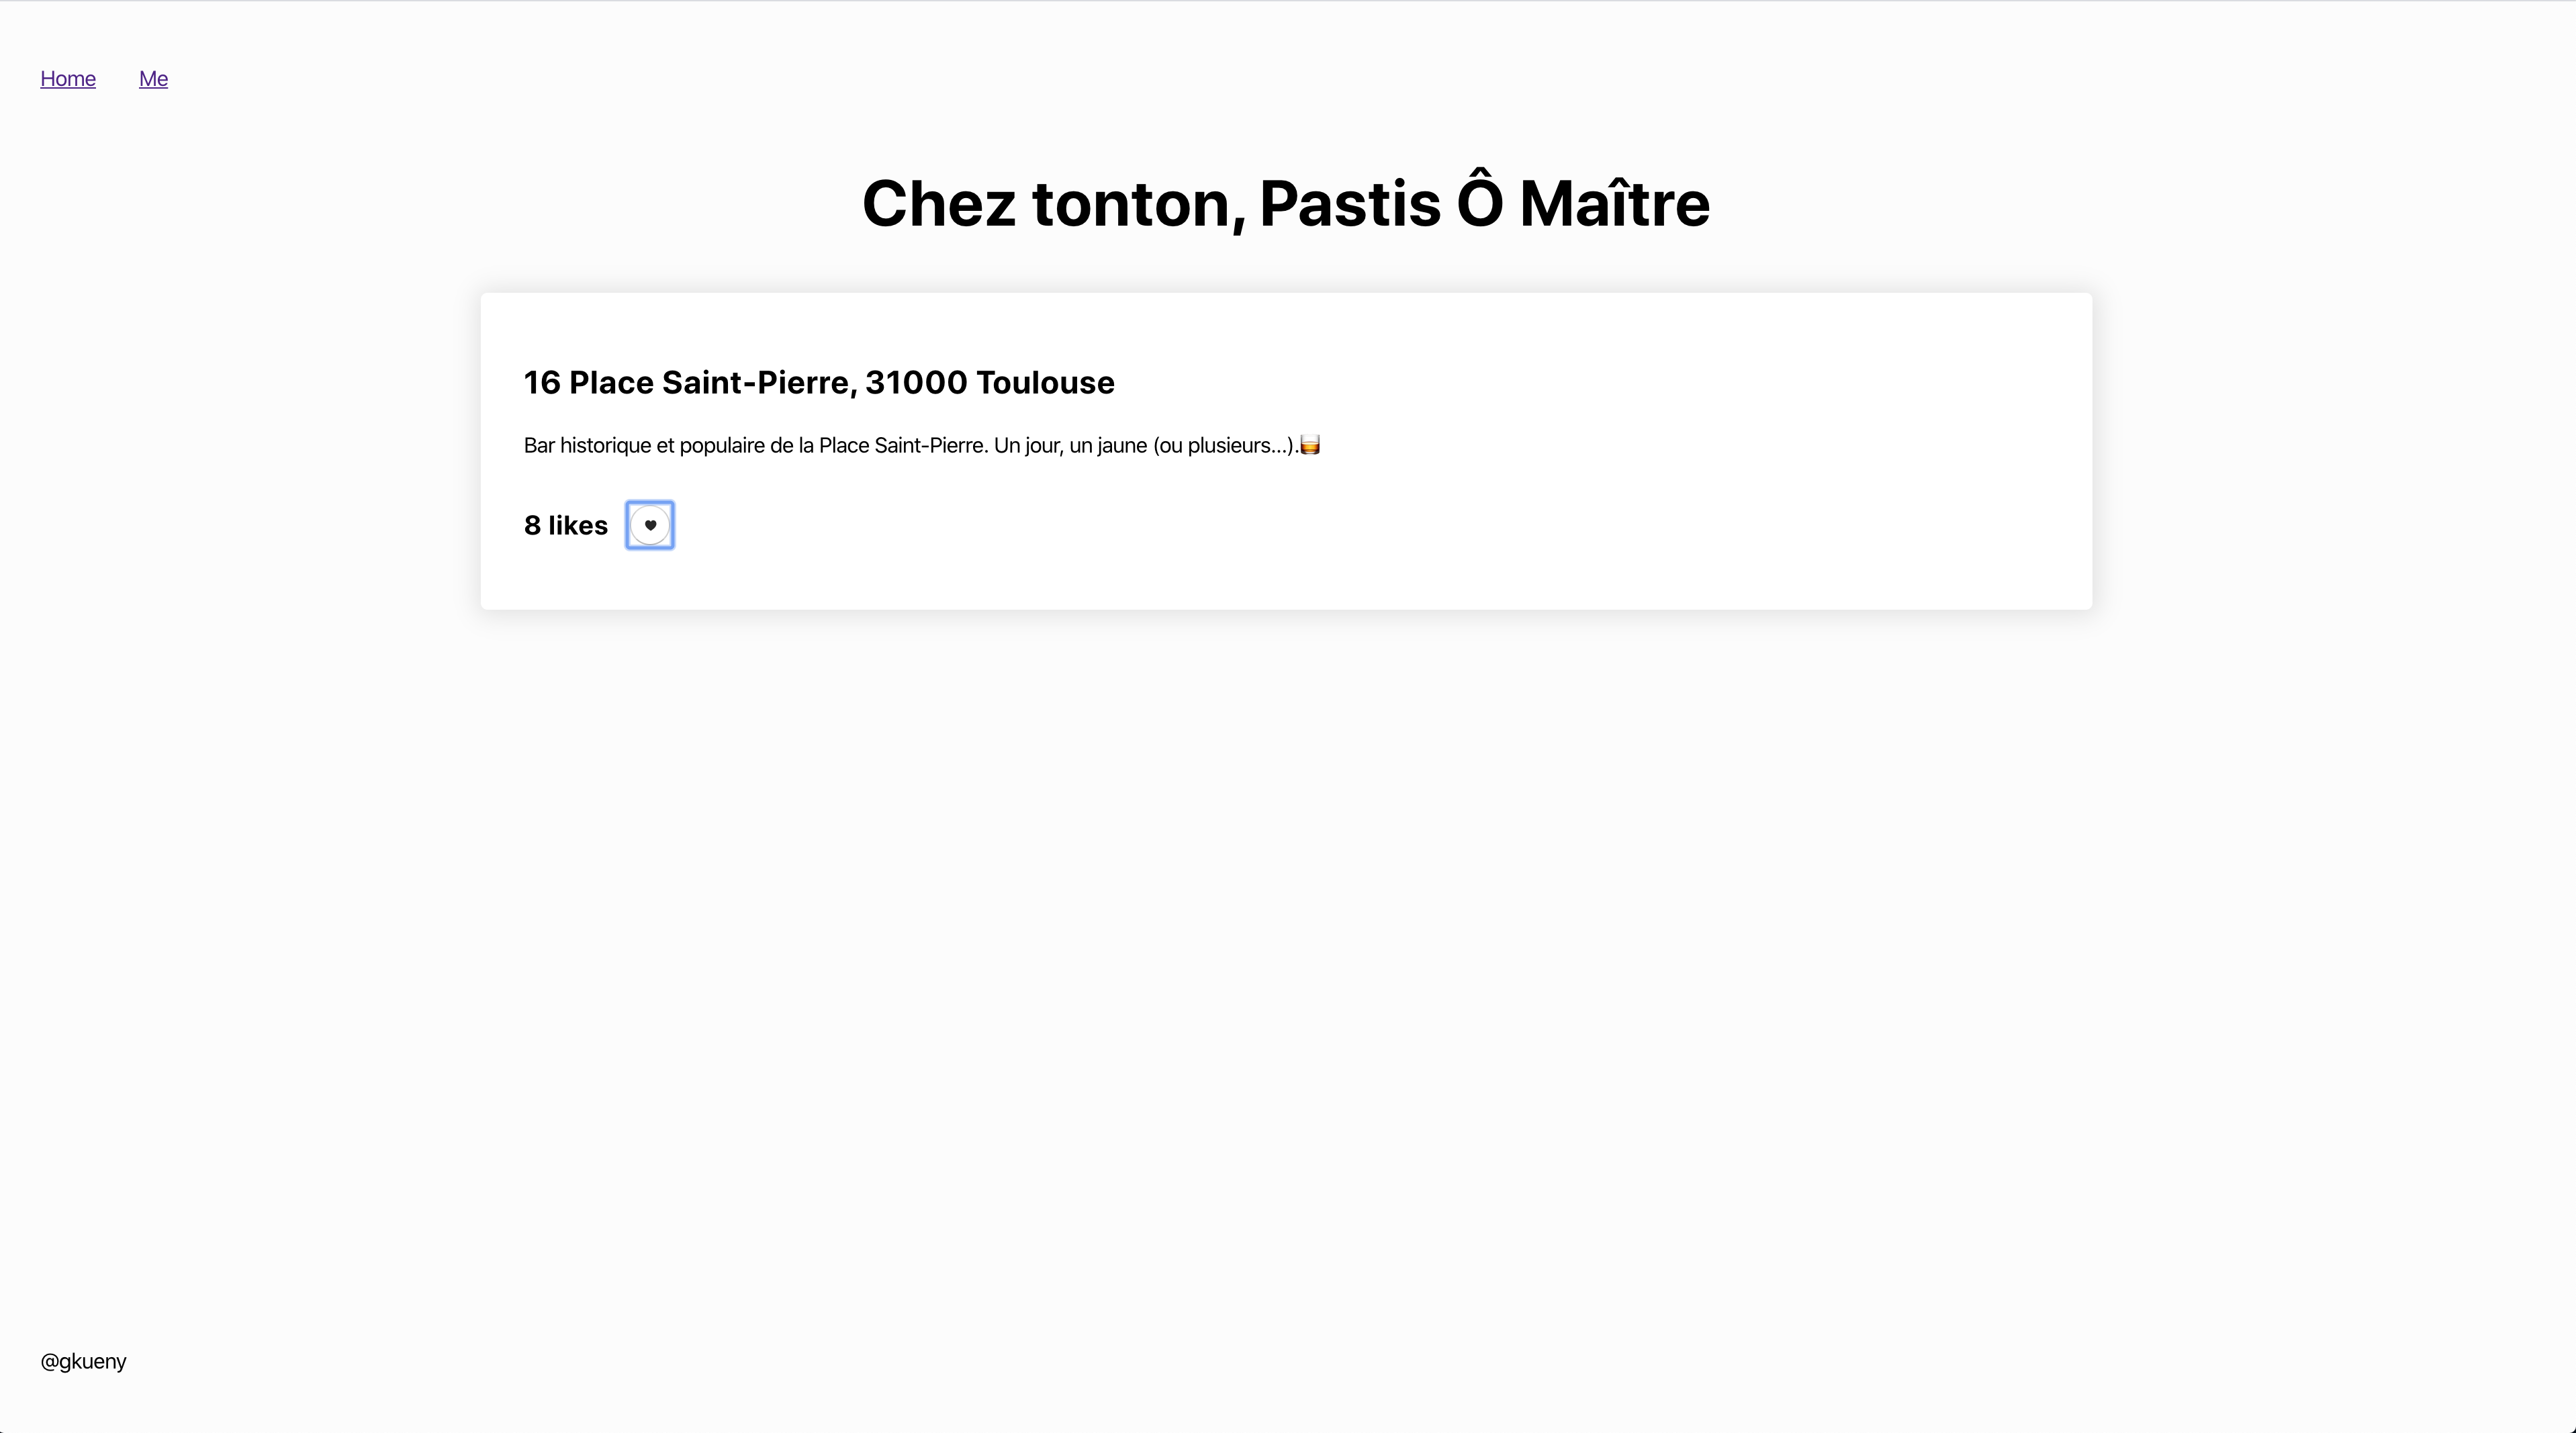 Home Me
Chez tonton, Pastis Ô Maître
16 Place Saint-Pierre, 31000 Toulouse
Bar historique et populaire de la Place Saint-Pierre. Un jour, un jaune (ou plusieurs...).🥃
8 likes
@gkueny